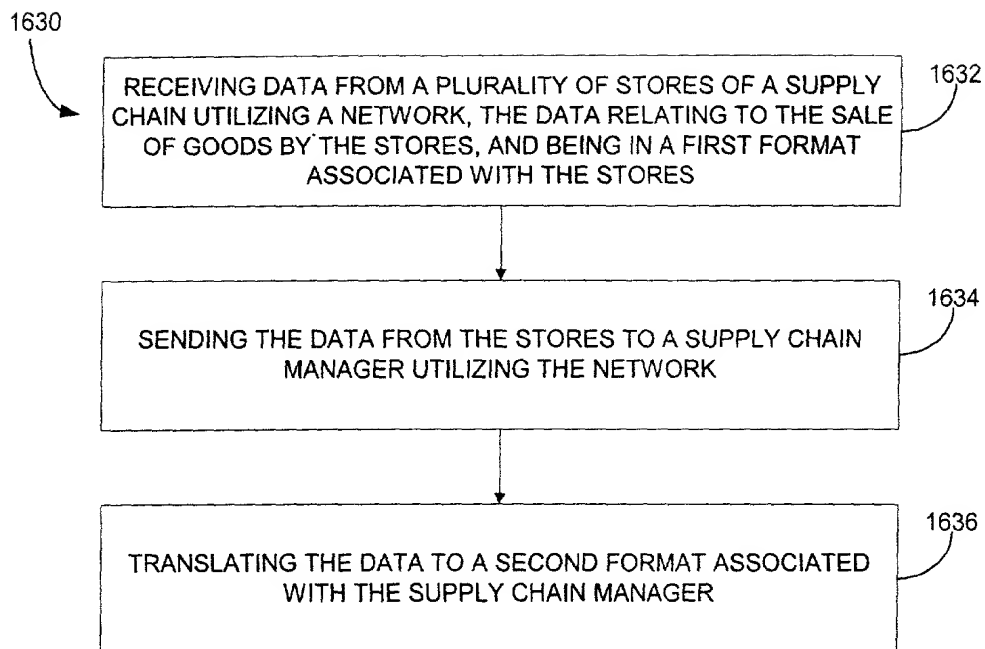 1630
1632
RECEIVING DATA FROM A PLURALITY OF STORES OF A SUPPLY
CHAIN UTILIZING A NETWORK, THE DATA RELATING TO THE SALE
OF GOODS BY THE STORES, AND BEING IN A FIRST FORMAT
ASSOCIATED WITH THE STORES
1634
SENDING THE DATA FROM THE STORES TO A SUPPLY CHAIN
MANAGER UTILIZING THE NETWORK
1636
TRANSLATING THE DATA TO A SECOND FORMAT ASSOCIATED
WITH THE SUPPLY CHAIN MANAGER